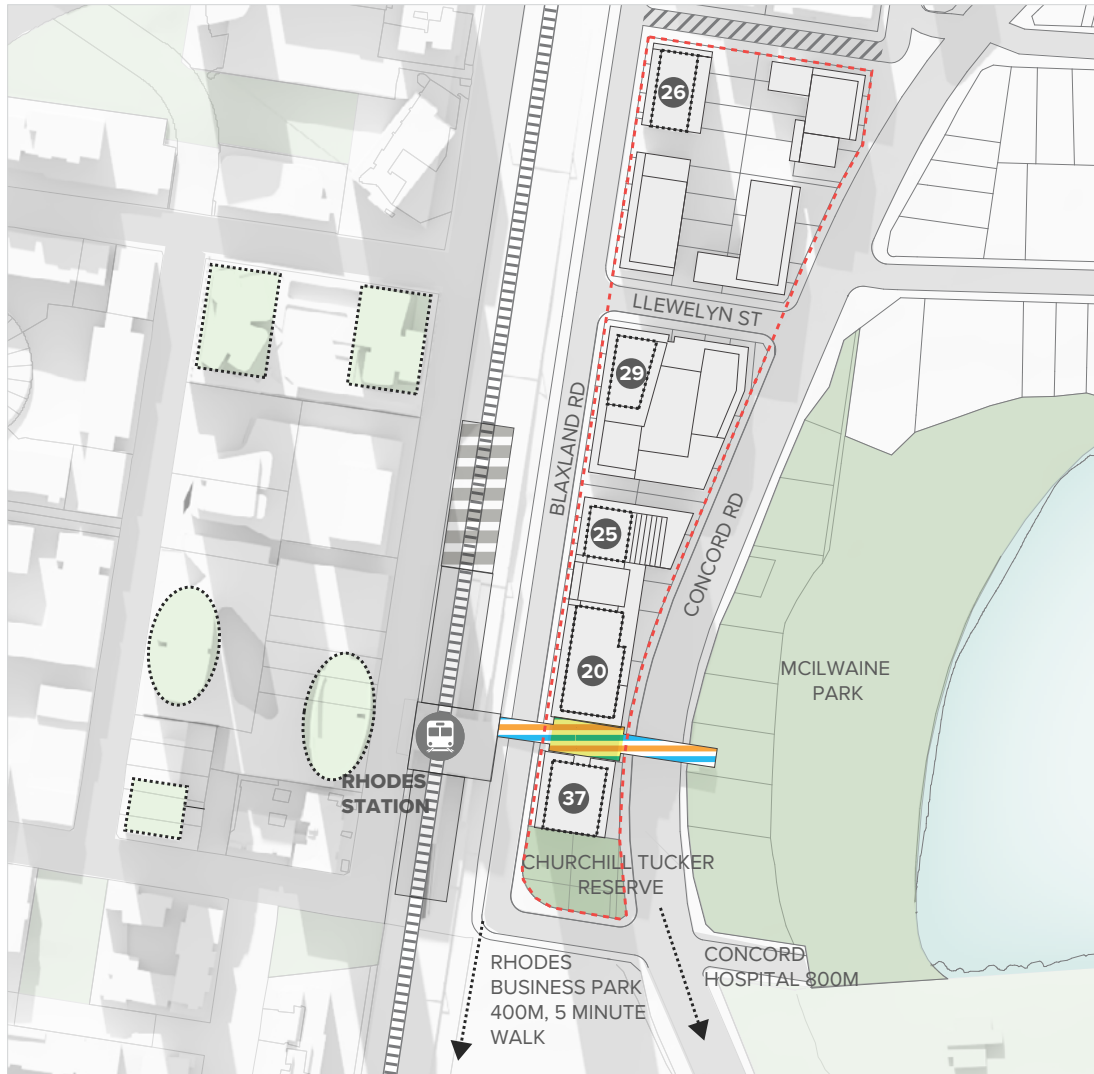 26
LLEWELYN ST
29
BLAXLAND RD
25
CONCORD RD
20
MCILWAINE
PARK
RHODES
STATION
37
CHURCHILL TUCKER
RESERVE
RHODES
BUSINESS PARK
400M, 5 MINUTE
WALK
CONCORD
HOSPITAL 800M